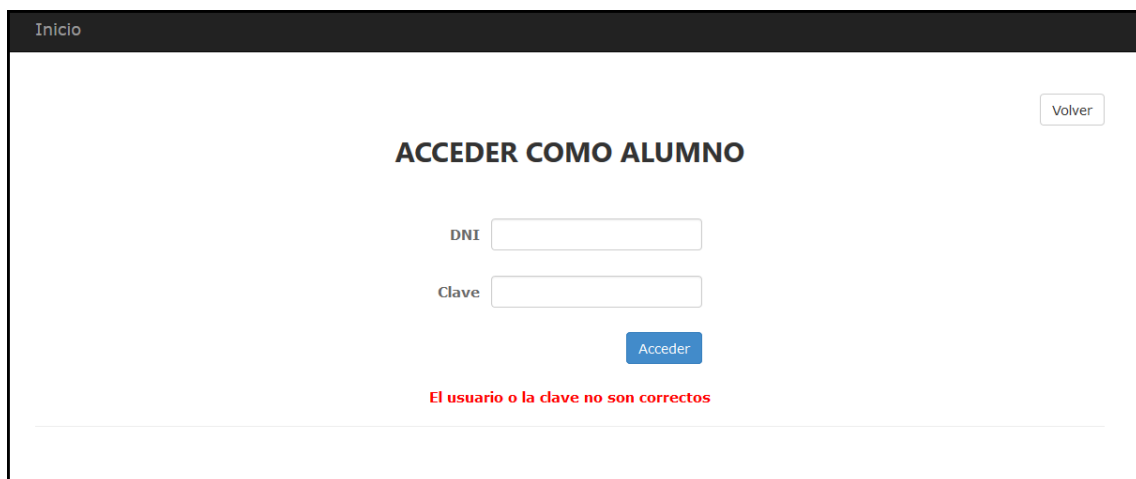 Inicio
Volver
ACCEDER COMO ALUMNO
DNI
Clave
Acceder
El usuario o la clave no son correctos